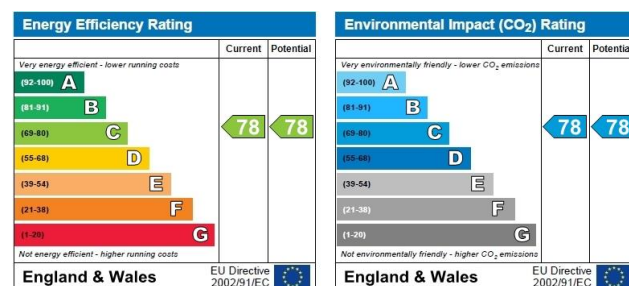 Energy Efficiency Rating
Current Potential
Very energy efficient - lower running costs
(92-100) A
(81-91) B
(69-80) C 78 78
(55-68) D
(39-54) E
(21-38) F
(1-20) G
Not energy efficient - higher running costs
England & Wales EU Directive 2002/91/EC
Environmental Impact (CO₂) Rating
Current Potential
Very environmentally friendly - lower CO₂ emissions
(92-100) A
(81-91) B
(69-80) C 78 78
(55-68) D
(39-54) E
(21-38) F
(1-20) G
Not environmentally friendly - higher CO₂ emissions
England & Wales EU Directive 2002/91/EC